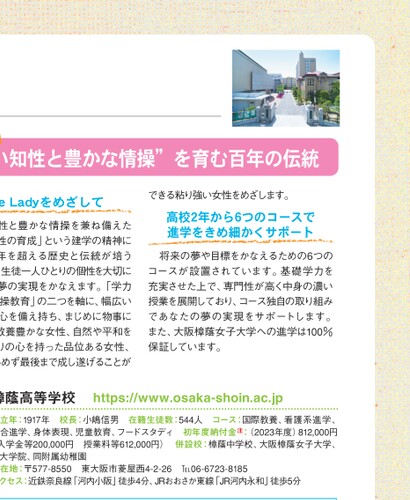 い知性と豊かな情操”を育む百年の伝統
e Ladyをめざして
性と豊かな情操を兼ね備えた
性の育成」という建学の精神に
年を超える歴史と伝統が培う
生徒一人ひとりの個性を大切に
夢の実現をかなえます。「学力
操教育」の二つを軸に、幅広い
心を備え持ち、まじめに物事に
教養豊かな女性、自然や平和を
りの心を持った品位ある女性、
めず最後まで成し遂げることが
できる粘り強い女性をめざします。
高校2年から6つのコースで
進学をきめ細かくサポート
将来の夢や目標をかなえるための6つの
コースが設置されています。基礎学力を
充実させた上で、専門性が高く中身の濃い
授業を展開しており、コース独自の取り組み
であなたの夢の実現をサポートします。
また、大阪樟蔭女子大学への進学は100%
保証しています。
樟蔭高等学校 https://www.osaka-shoin.ac.jp
立年：1917年 校長：小嶋信男 在籍生徒数：544人 コース：国際教養、看護系進学、
合進学、身体表現、児童教育、フードスタディ 初年度納付金注：(2023年度) 812,000円
入学金等200,000円 授業料等612,000円) 併設校：樟蔭中学校、大阪樟蔭女子大学、
大学院、同附属幼稚園
在地：〒577-8550 東大阪市菱屋西4-2-26 TEL06-6723-8185
クセス：近鉄奈良線「河内小阪」徒歩4分、JRおおさか東線「JR河内永和」徒歩5分